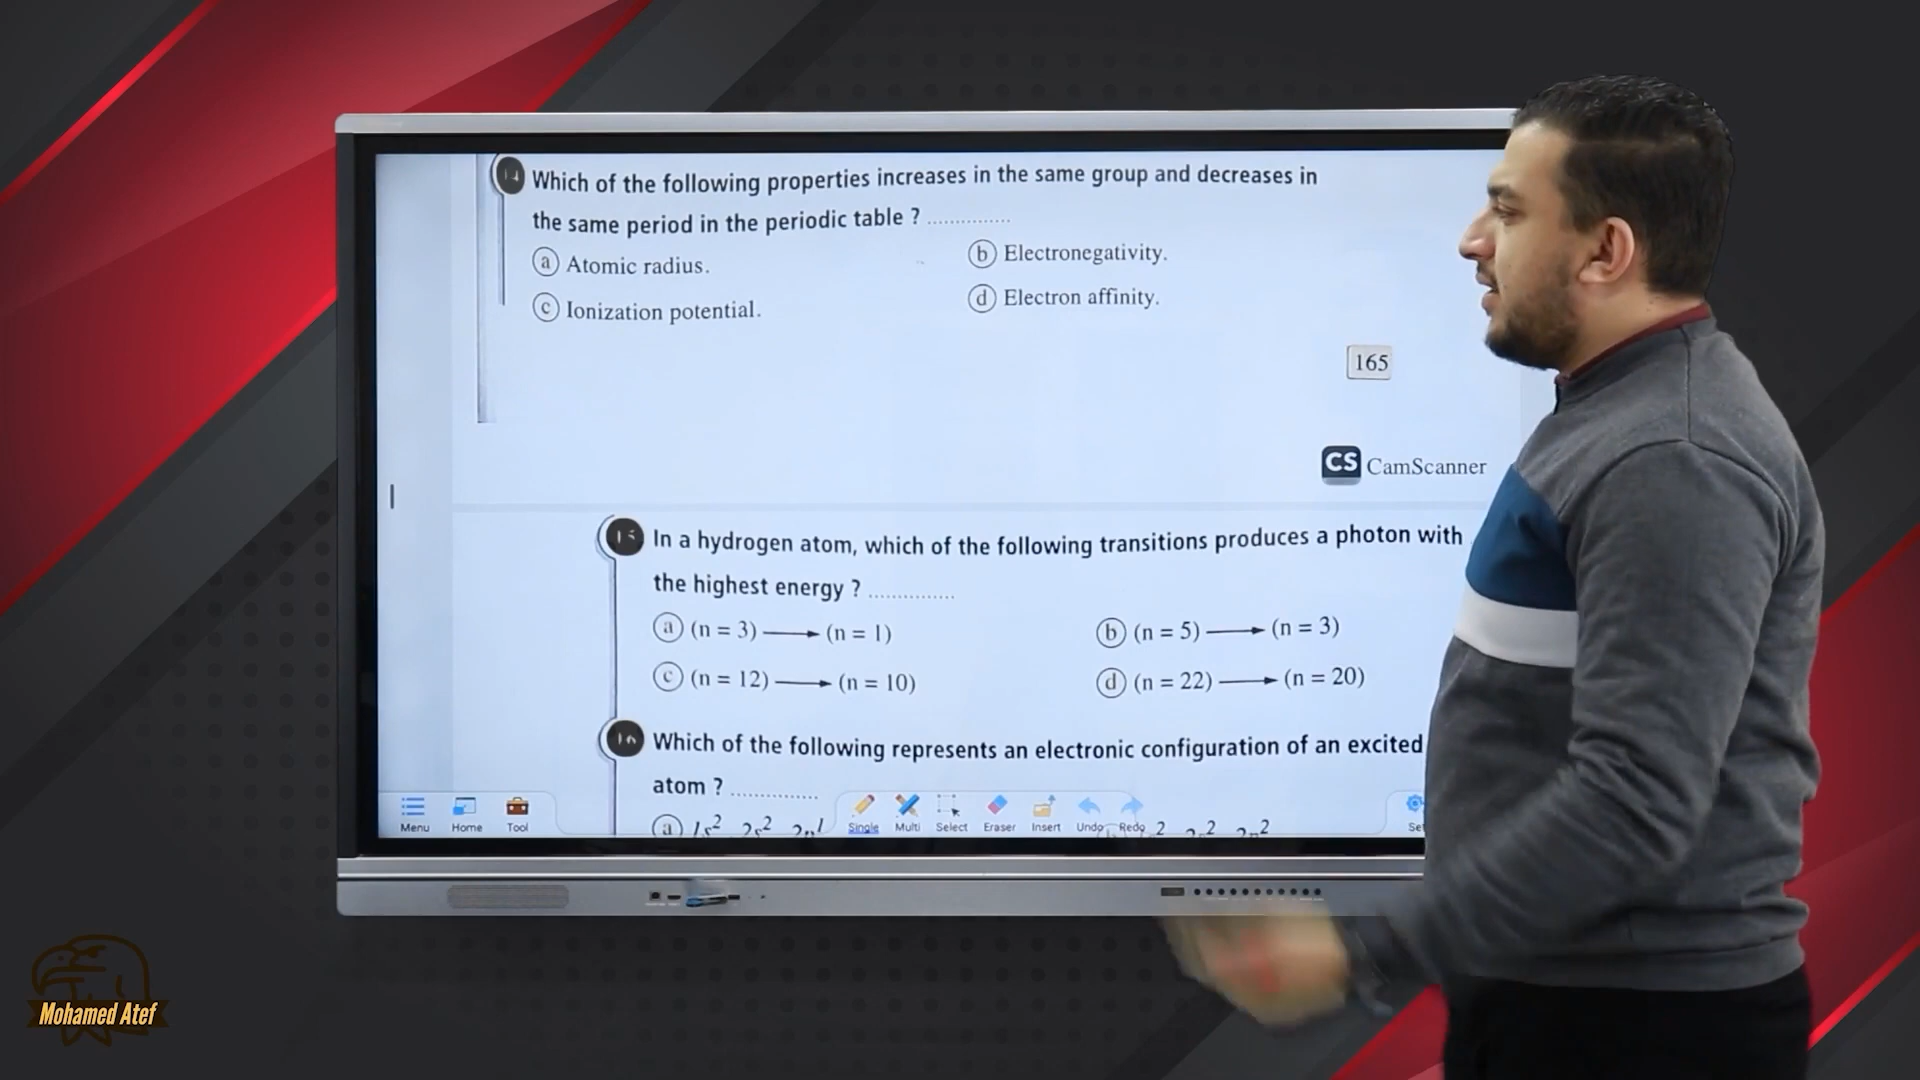 14 Which of the following properties increases in the same group and decreases in
the same period in the periodic table ? ..............
a Atomic radius.
b Electronegativity.
c Ionization potential.
d Electron affinity.
165
CS CamScanner
In a hydrogen atom, which of the following transitions produces a photon with
the highest energy ? ..............
a (n = 3) → (n = 1)
b (n = 5) → (n = 3)
c (n = 12) → (n = 10)
d (n = 22) → (n = 20)
Which of the following represents an electronic configuration of an excited
atom ? ..............
a 1s² 2s² 2p¹
Menu Home Tool Single Multi Select Eraser Insert Undo Redo
Mohamed Atef